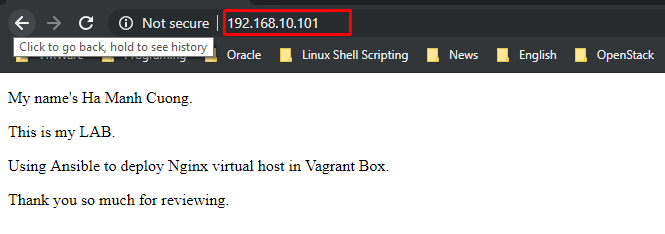 Not secure
192.168.10.101
Click to go back, hold to see history
VMware Programing Oracle Linux Shell Scripting News English OpenStack
My name's Ha Manh Cuong.
This is my LAB.
Using Ansible to deploy Nginx virtual host in Vagrant Box.
Thank you so much for reviewing.